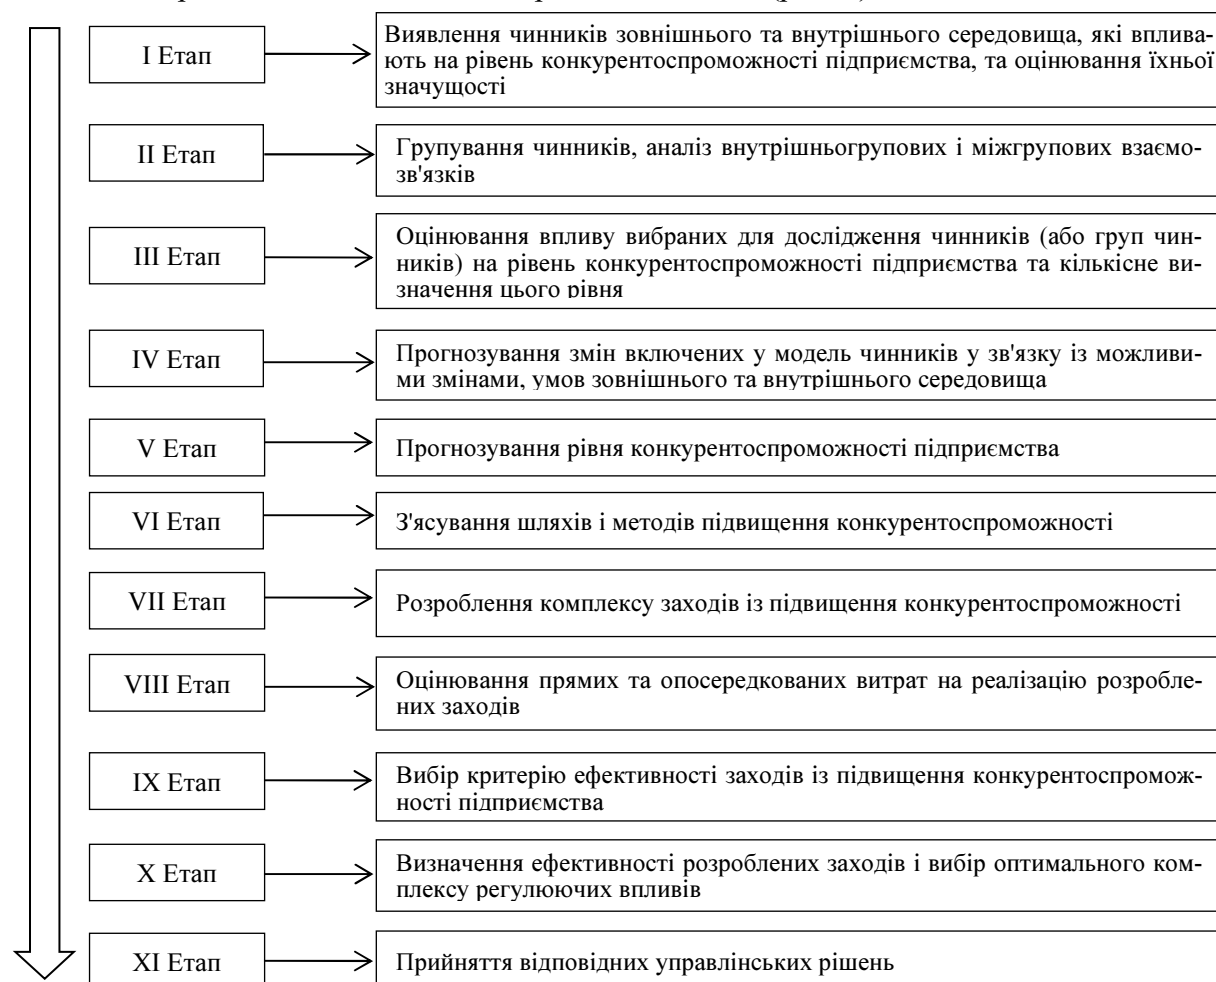 I Етап
Виявлення чинників зовнішнього та внутрішнього середовища, які вплива-
ють на рівень конкурентоспроможності підприємства, та оцінювання їхньої
значущості
II Етап
Групування чинників, аналіз внутрішньогрупових і міжгрупових взаємо-
зв'язків
III Етап
Оцінювання впливу вибраних для дослідження чинників (або груп чин-
ників) на рівень конкурентоспроможності підприємства та кількісне ви-
значення цього рівня
IV Етап
Прогнозування змін включених у модель чинників у зв'язку із можливи-
ми змінами, умов зовнішнього та внутрішнього середовища
V Етап
Прогнозування рівня конкурентоспроможності підприємства
VI Етап
З'ясування шляхів і методів підвищення конкурентоспроможності
VII Етап
Розроблення комплексу заходів із підвищення конкурентоспроможності
VIII Етап
Оцінювання прямих та опосередкованих витрат на реалізацію розробле-
них заходів
IX Етап
Вибір критерію ефективності заходів із підвищення конкурентоспромож-
ності підприємства
X Етап
Визначення ефективності розроблених заходів і вибір оптимального ком-
плексу регулюючих впливів
XI Етап
Прийняття відповідних управлінських рішень